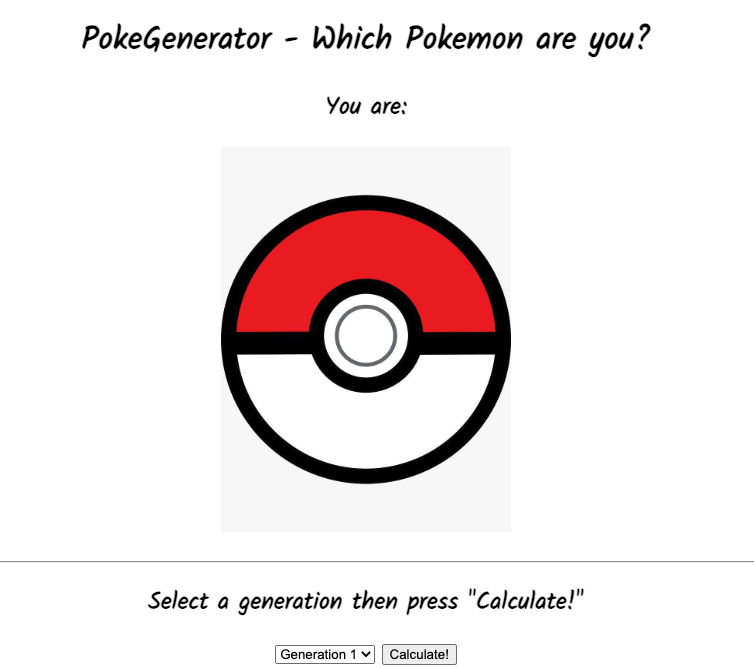 PokeGenerator - Which Pokemon are you?
You are:
Select a generation then press "Calculate!"
Generation 1 Calculate!